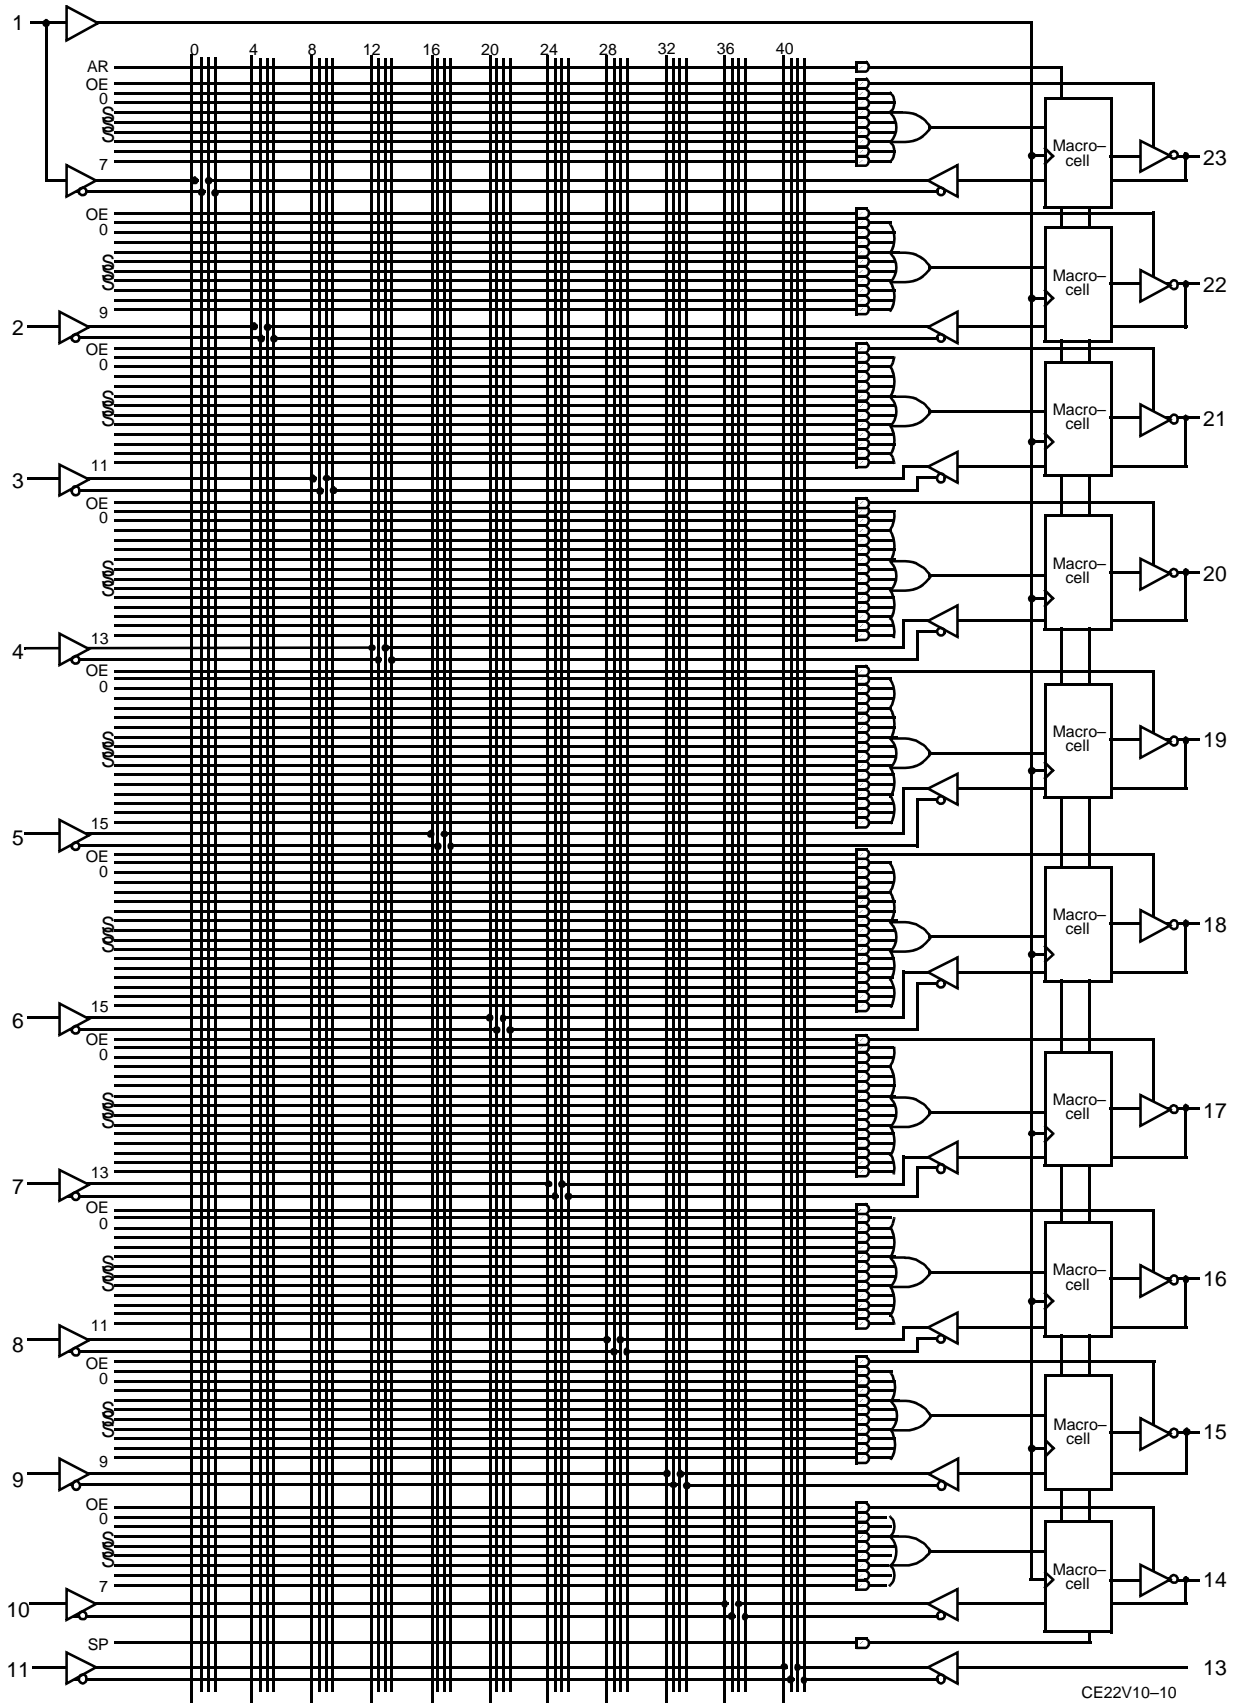 1
0 4 8 12 16 20 24 28 32 36 40
AR
OE
0
S
S
S
7
Macro–
cell
23
OE
0
S
S
S
9
Macro–
cell
22
2
OE
0
S
S
S
11
Macro–
cell
21
3
OE
0
S
S
S
13
Macro–
cell
20
4
OE
0
S
S
S
15
Macro–
cell
19
5
OE
0
S
S
S
15
Macro–
cell
18
6
OE
0
S
S
S
13
Macro–
cell
17
7
OE
0
S
S
S
11
Macro–
cell
16
8
OE
0
S
S
S
9
Macro–
cell
15
9
OE
0
S
S
S
7
Macro–
cell
14
10
SP
11
13
CE22V10–10